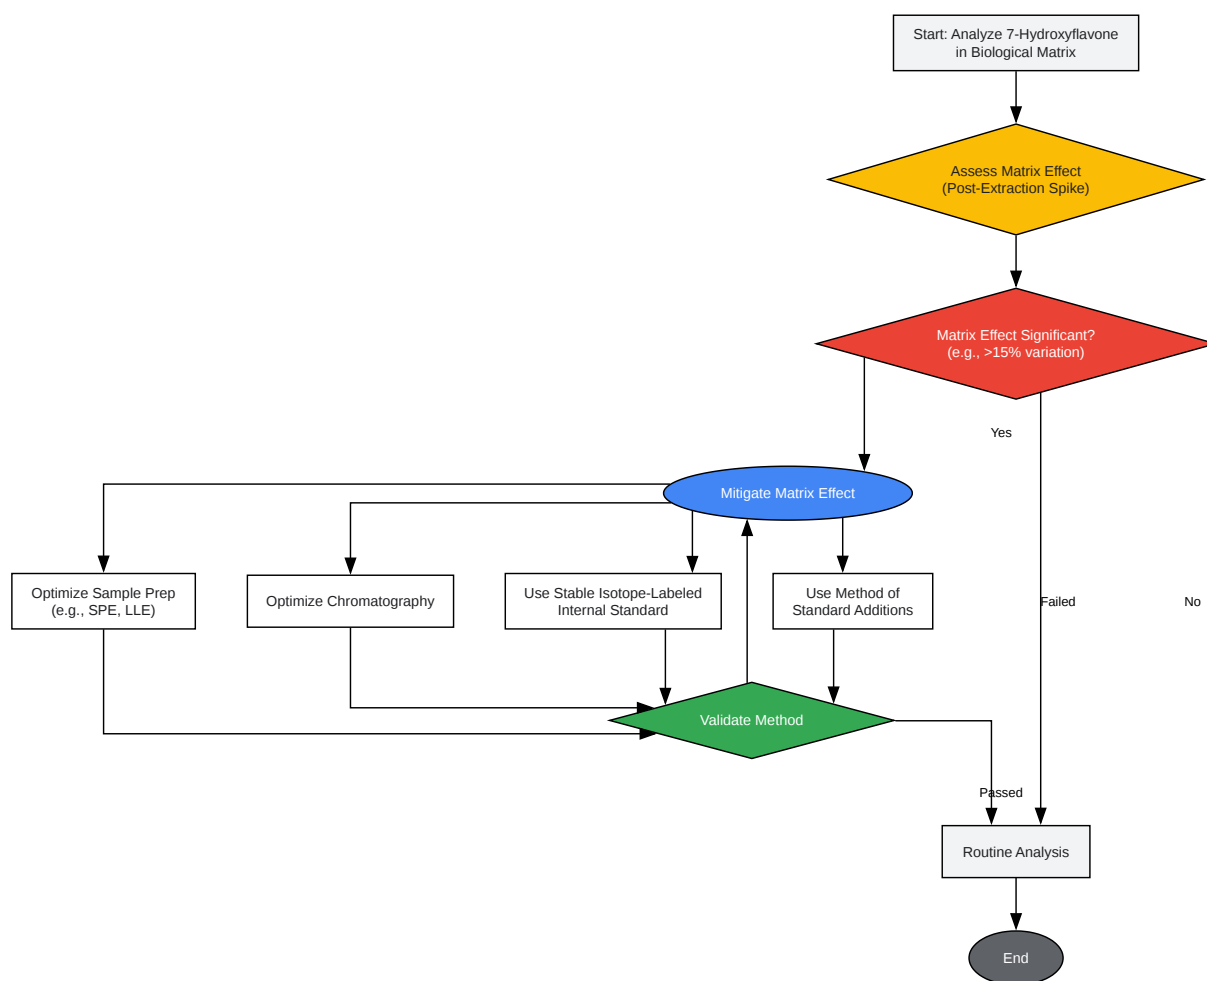 Start: Analyze 7-Hydroxyflavone
in Biological Matrix
Assess Matrix Effect
(Post-Extraction Spike)
Matrix Effect Significant?
(e.g., >15% variation)
Yes
Mitigate Matrix Effect
Optimize Sample Prep
(e.g., SPE, LLE)
Optimize Chromatography
Use Stable Isotope-Labeled
Internal Standard
Use Method of
Standard Additions
Failed
No
Validate Method
Passed
Routine Analysis
End